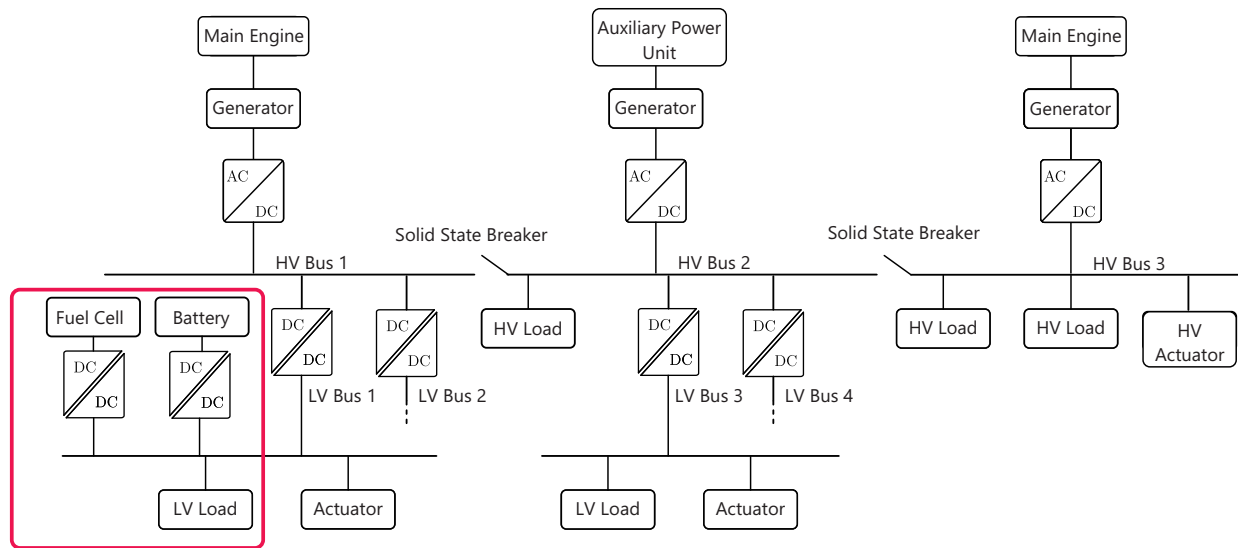 Main Engine
Auxiliary Power
Unit
Main Engine
Generator
Generator
Generator
AC
DC
AC
DC
AC
DC
Solid State Breaker
Solid State Breaker
HV Bus 1
HV Bus 2
HV Bus 3
Fuel Cell
Battery
DC
DC
DC
DC
HV Load
DC
DC
DC
DC
HV Load
HV Load
HV
Actuator
DC
DC
DC
DC
LV Bus 1
LV Bus 2
LV Bus 3
LV Bus 4
LV Load
Actuator
LV Load
Actuator